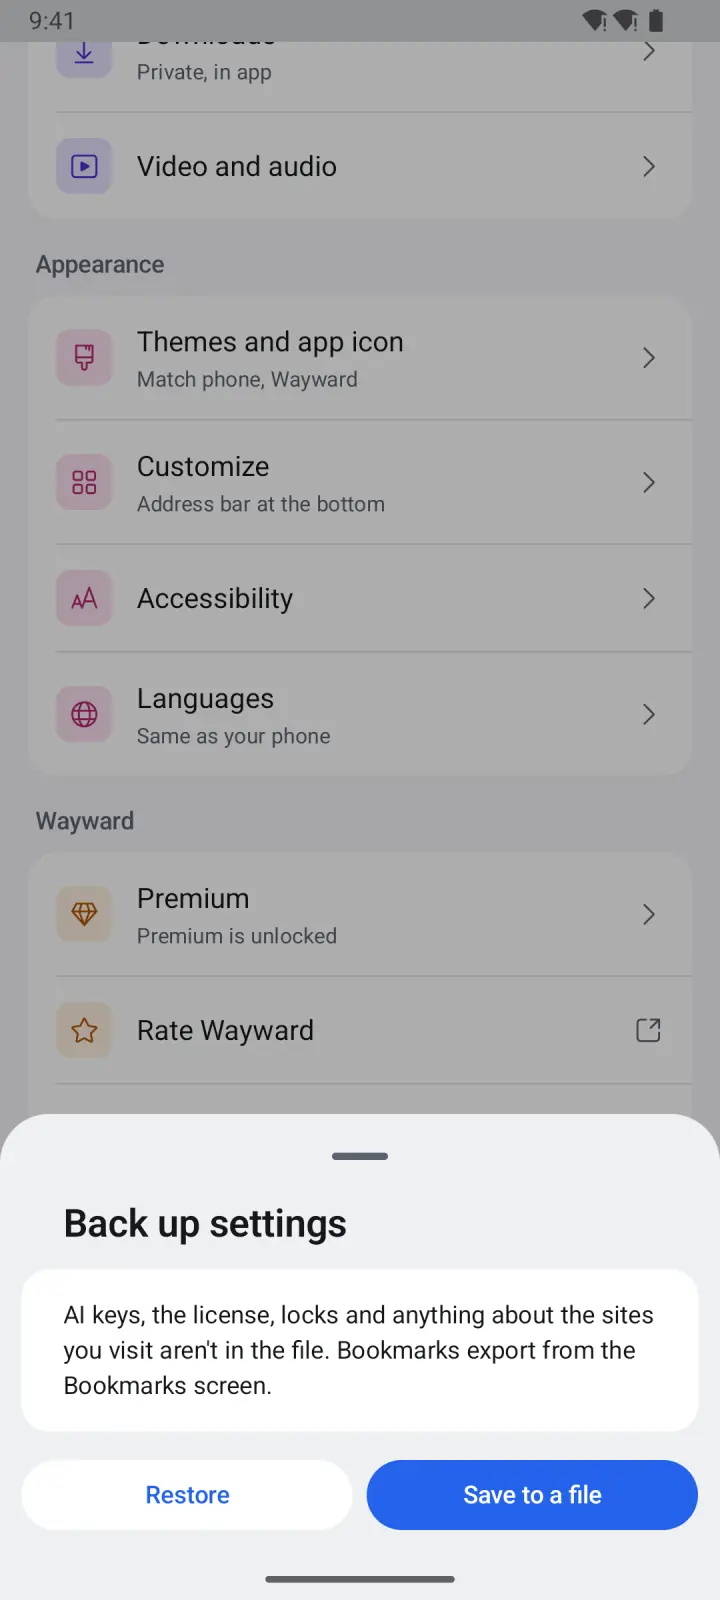 9:41
Downloads
Private, in app
Video and audio
Appearance
Themes and app icon
Match phone, Wayward
Customize
Address bar at the bottom
Accessibility
Languages
Same as your phone
Wayward
Premium
Premium is unlocked
Rate Wayward
Back up settings
AI keys, the license, locks and anything about the sites
you visit aren't in the file. Bookmarks export from the
Bookmarks screen.
Restore
Save to a file